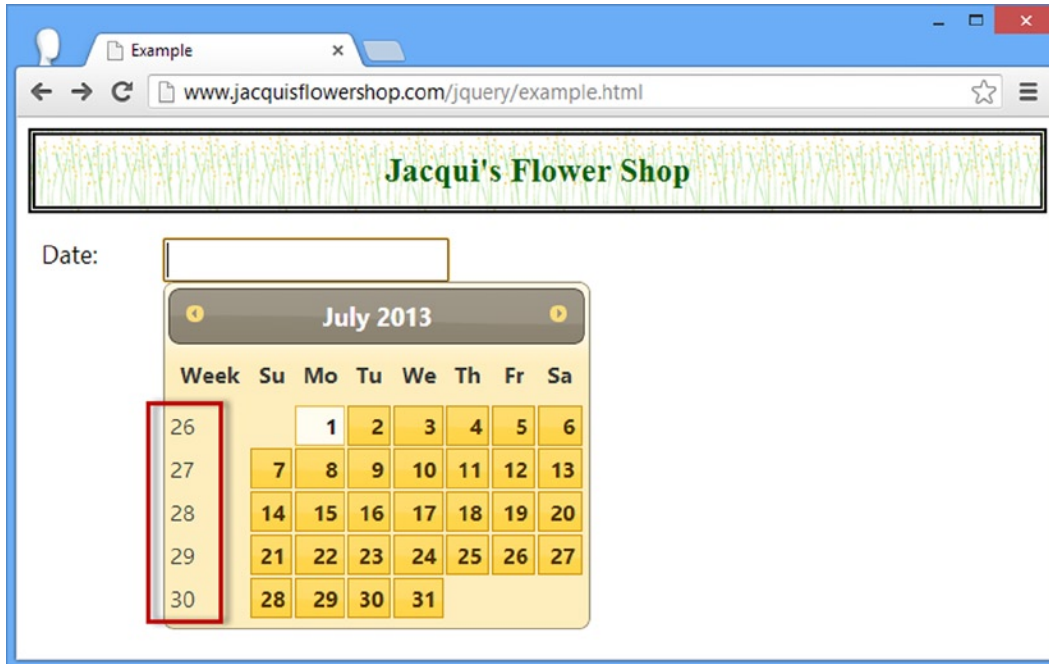 Example
www.jacquisflowershop.com/jquery/example.html
Jacqui's Flower Shop
Date:
July 2013
Week Su Mo Tu We Th Fr Sa
26 1 2 3 4 5 6
27 7 8 9 10 11 12 13
28 14 15 16 17 18 19 20
29 21 22 23 24 25 26 27
30 28 29 30 31